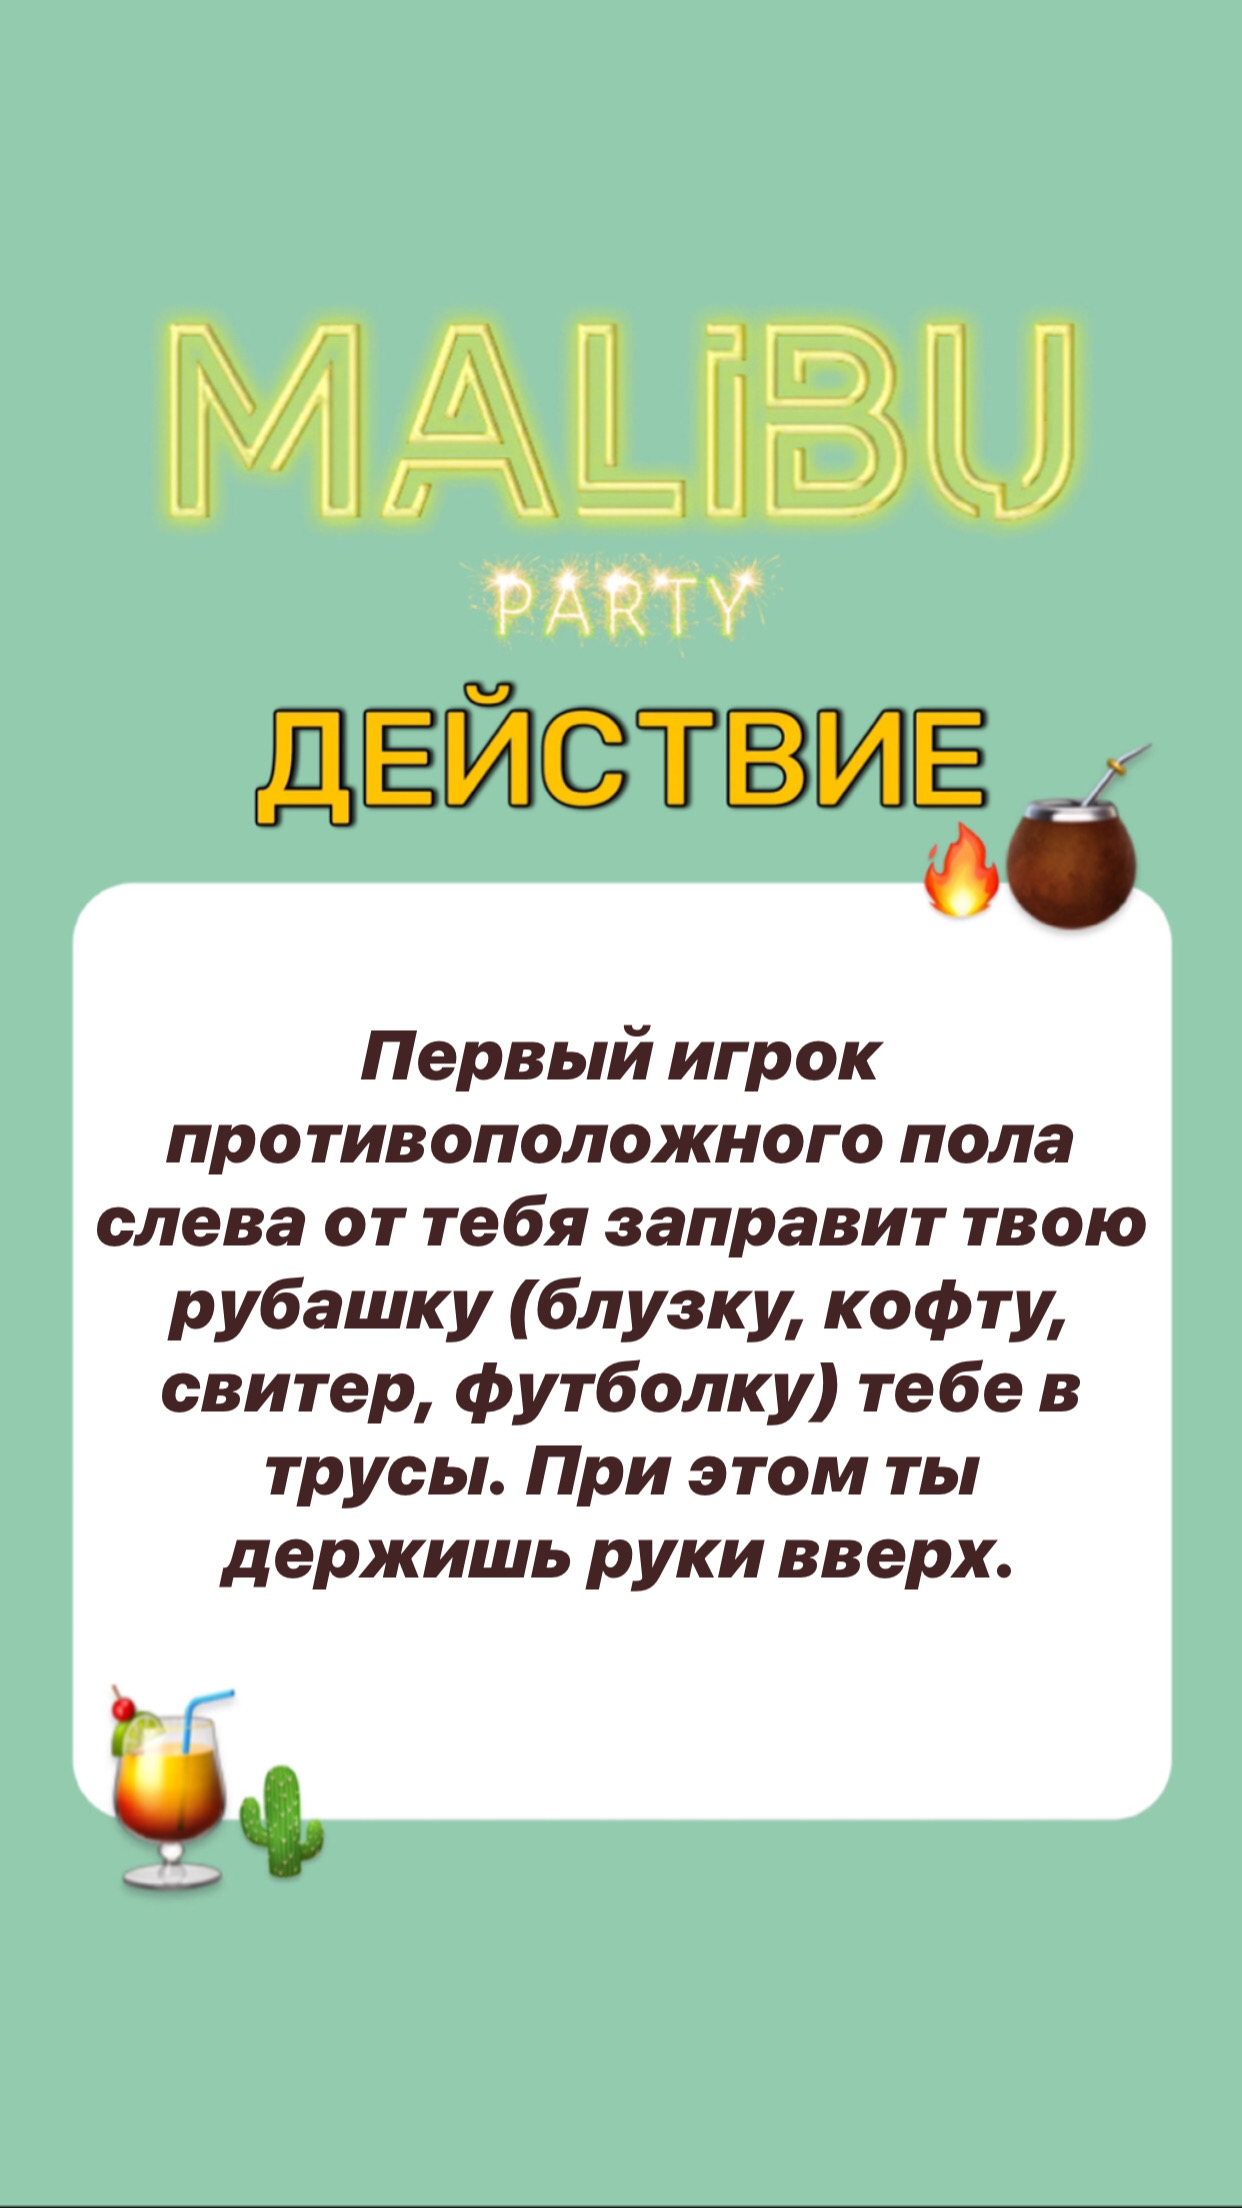 MALiBU
PARTY
ДЕЙСТВИЕ
Первый игрок
противоположного пола
слева от тебя заправит твою
рубашку (блузку, кофту,
свитер, футболку) тебе в
трусы. При этом ты
держишь руки вверх.